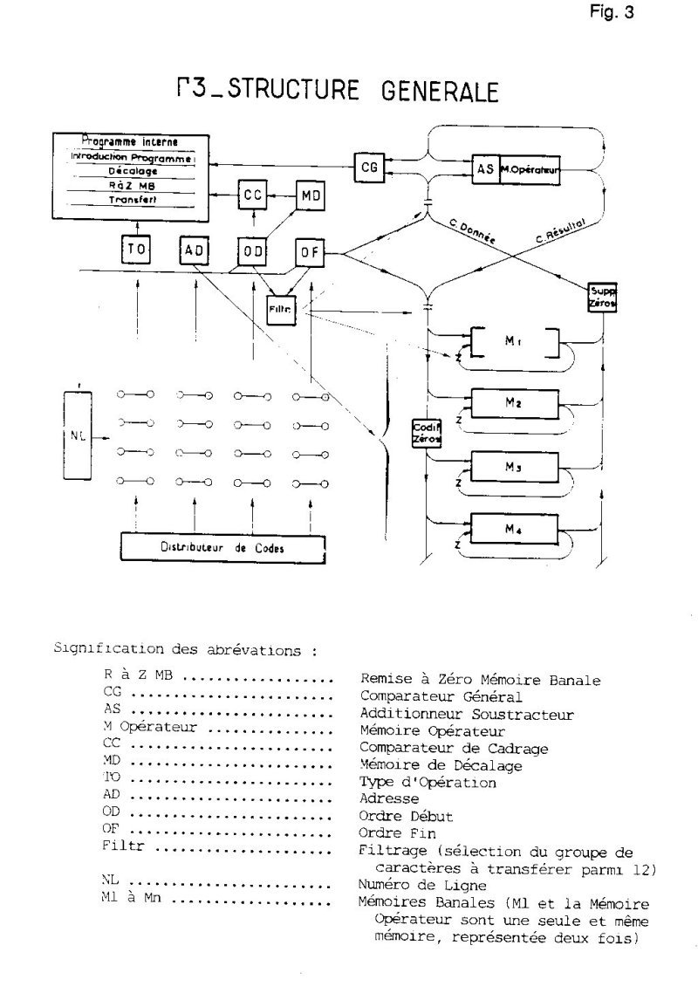 Fig. 3
Γ3_STRUCTURE GENERALE
Programme Interne
Introduction Programme
Décalage
R à Z MB
Transfert
CG
AS M.Opérateur
CC
MD
C.Donnée
C.Résultat
TO
AD
OD
OF
Filtr
Supp
Zéros
M1
Z
M2
Z
NL
Codif
Zéros
M3
Z
M4
Z
Distributeur de Codes
Signification des abrévations :
R à Z MB .................. Remise à Zéro Mémoire Banale
CG ........................ Comparateur Général
AS ........................ Additionneur Soustracteur
M Opérateur ............... Mémoire Opérateur
CC ........................ Comparateur de Cadrage
MD ........................ Mémoire de Décalage
TO ........................ Type d'Opération
AD ........................ Adresse
OD ........................ Ordre Début
OF ........................ Ordre Fin
Filtr ..................... Filtrage (sélection du groupe de
caractères à transférer parmi 12)
NL ........................ Numéro de Ligne
M1 à Mn ................... Mémoires Banales (M1 et la Mémoire
Opérateur sont une seule et même
mémoire, représentée deux fois)